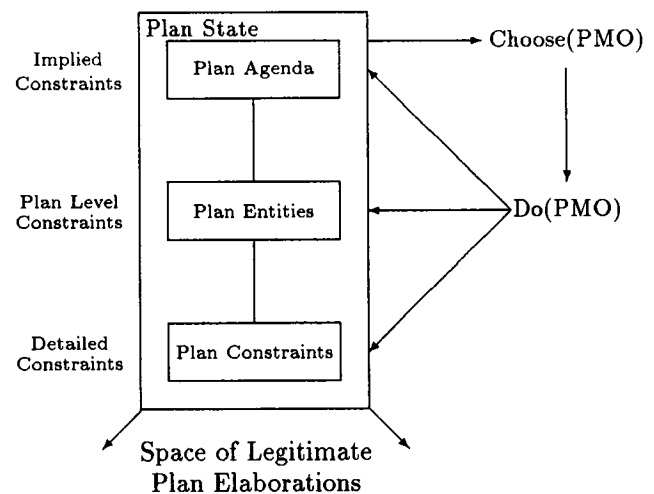 Plan State
Choose(PMO)
Implied
Constraints
Plan Agenda
Plan Level
Constraints
Plan Entities
Do(PMO)
Detailed
Constraints
Plan Constraints
Space of Legitimate
Plan Elaborations